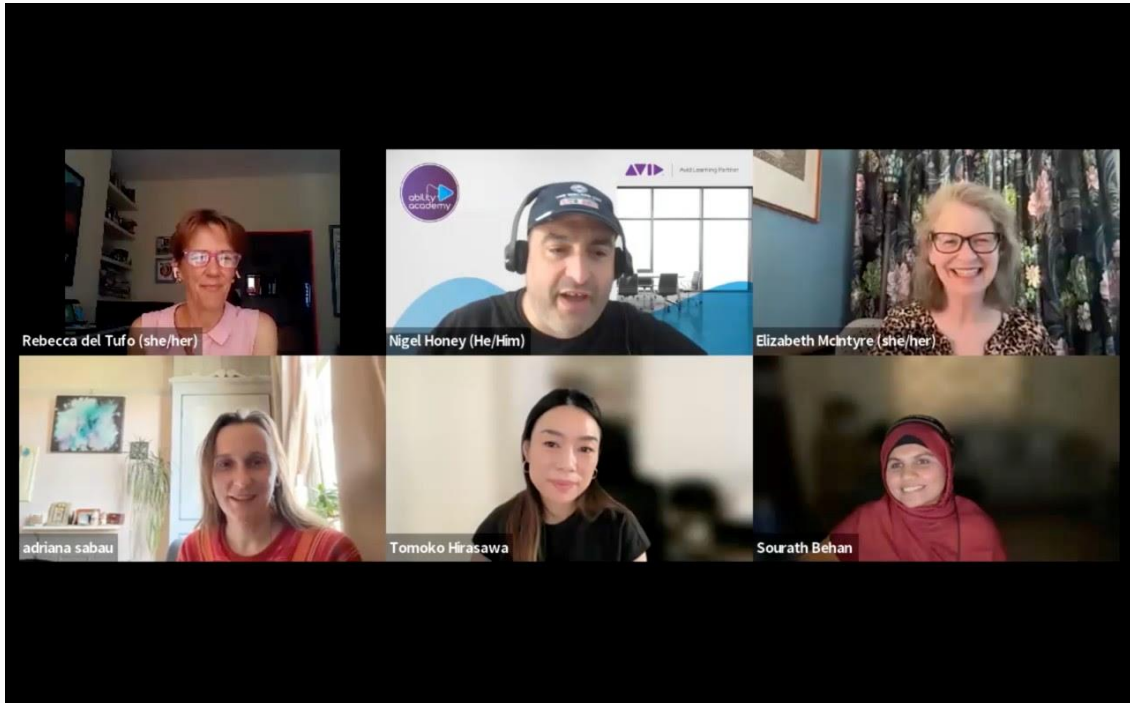 ability
academy
AVID
Avid Learning Partner
Rebecca del Tufo (she/her)
Nigel Honey (He/Him)
Elizabeth McIntyre (she/her)
adriana sabau
Tomoko Hirasawa
Sourath Behan